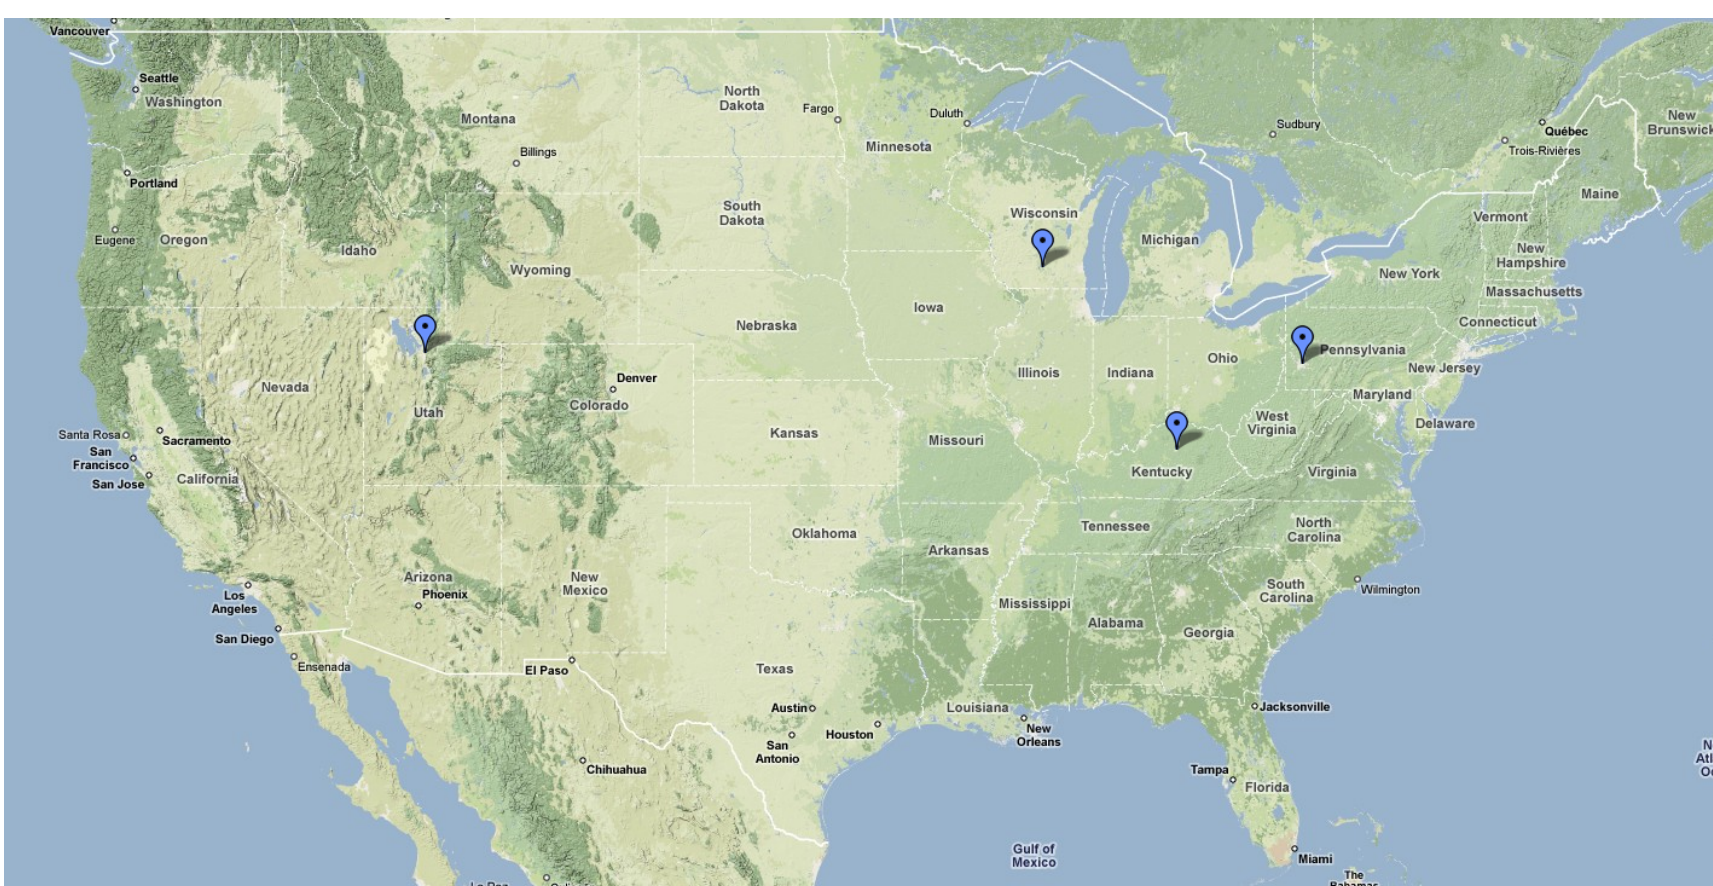 Vancouver
Seattle
Washington
Montana
North
Dakota
Fargo
Duluth
Minnesota
Sudbury
Québec
Trois-Rivières
New
Brunswick
Maine
Billings
Portland
Eugene
Oregon
Idaho
Wyoming
South
Dakota
Wisconsin
Michigan
Vermont
New
Hampshire
New York
Massachusetts
Connecticut
Iowa
Nebraska
Nevada
Utah
Denver
Colorado
Illinois
Indiana
Ohio
Pennsylvania
New Jersey
Maryland
Delaware
West
Virginia
Santa Rosa
Sacramento
San
Francisco
San Jose
California
Kansas
Missouri
Kentucky
Virginia
Tennessee
North
Carolina
Oklahoma
Arkansas
Arizona
Phoenix
New
Mexico
Los
Angeles
San Diego
Ensenada
El Paso
Mississippi
Alabama
Georgia
South
Carolina
Wilmington
Texas
Austin
San
Antonio
Houston
Louisiana
New
Orleans
Jacksonville
Chihuahua
Tampa
Florida
Gulf of
Mexico
Miami
The
Bahamas
La Paz